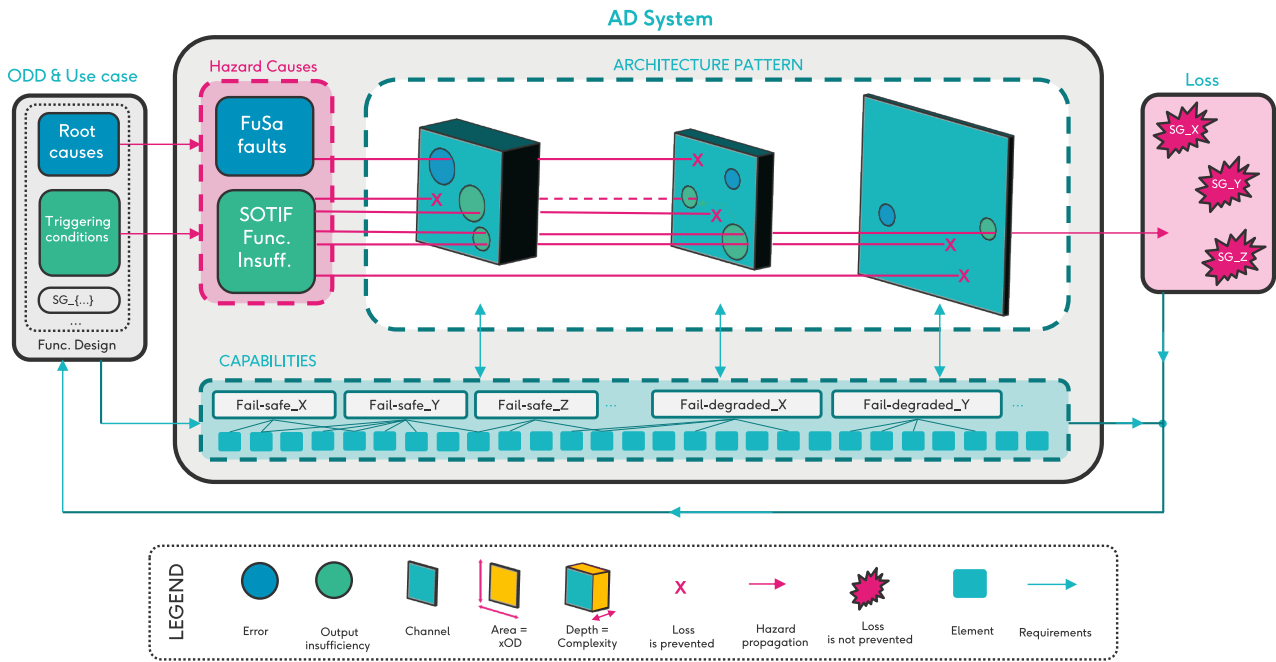 AD System
ODD & Use case
Root
causes
Triggering
conditions
SG_{...}
...
Func. Design
Hazard Causes
FuSa
faults
SOTIF
Func.
Insuff.
ARCHITECTURE PATTERN
X
X
X
X
X
Loss
SG_X
SG_Y
SG_Z
CAPABILITIES
Fail-safe_X
Fail-safe_Y
Fail-safe_Z
...
Fail-degraded_X
Fail-degraded_Y
...
LEGEND
Error
Output
insufficiency
Channel
Area =
xOD
Depth =
Complexity
X
Loss
is prevented
Hazard
propagation
Loss
is not prevented
Element
Requirements